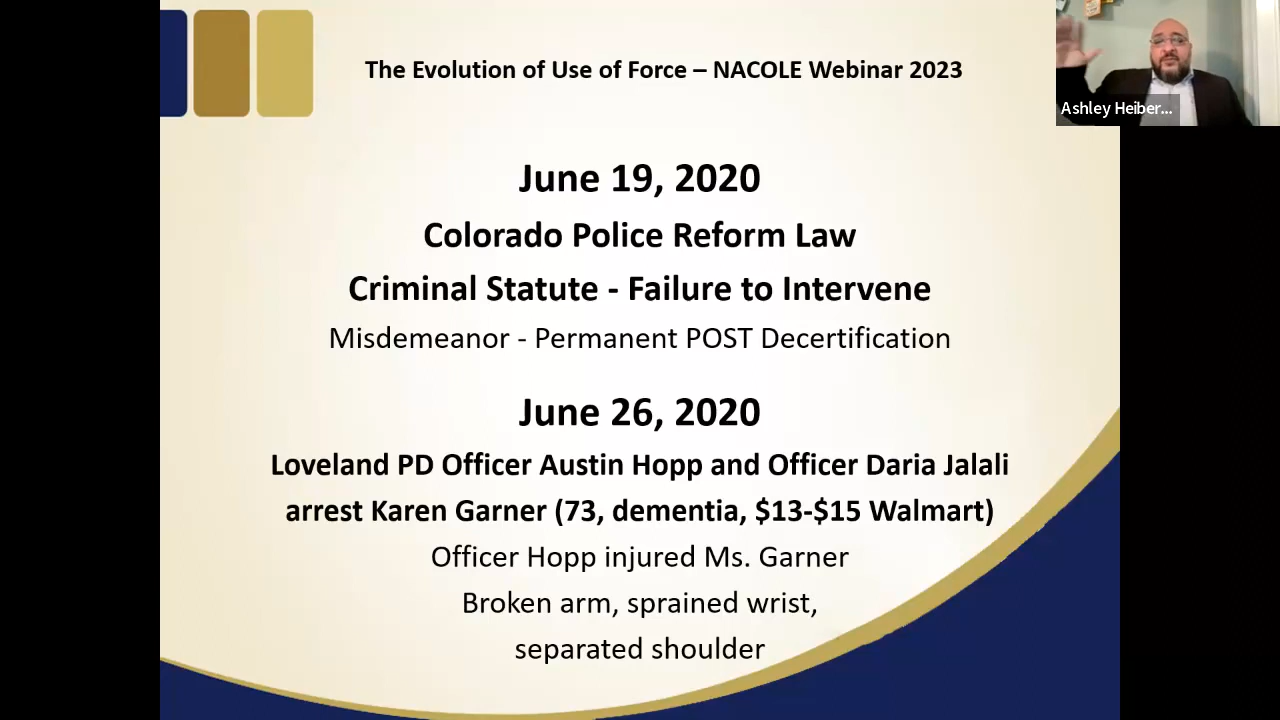 The Evolution of Use of Force – NACOLE Webinar 2023
Ashley Heiber...
June 19, 2020
Colorado Police Reform Law
Criminal Statute - Failure to Intervene
Misdemeanor - Permanent POST Decertification
June 26, 2020
Loveland PD Officer Austin Hopp and Officer Daria Jalali
arrest Karen Garner (73, dementia, $13-$15 Walmart)
Officer Hopp injured Ms. Garner
Broken arm, sprained wrist,
separated shoulder